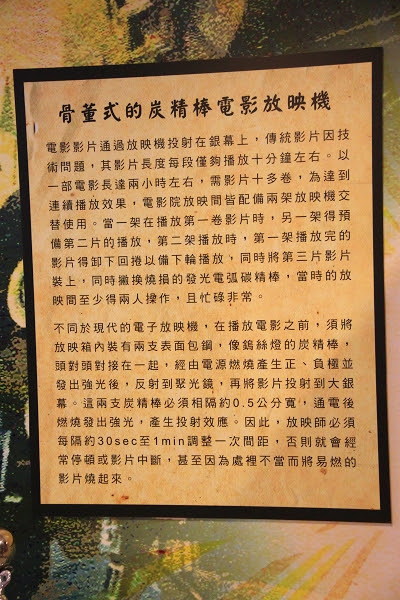 骨董式的炭精棒電影放映機
電影影片通過放映機投射在銀幕上，傳統影片因技
術問題，其影片長度每段僅夠播放十分鐘左右。以
一部電影長達兩小時左右，需影片十多卷，為達到
連續播放效果，電影院放映間皆配備兩架放映機交
替使用。當一架在播放第一卷影片時，另一架得預
備第二片的播放，第二架播放時，第一架播放完的
影片得卸下回捲以備下輪播放，同時將第三片影片
裝上，同時撇換燒損的發光電弧碳精棒，當時的放
映間至少得兩人操作，且忙碌非常。
不同於現代的電子放映機，在播放電影之前，須將
放映箱內裝有兩支表面包銅，像鎢絲燈的炭精棒，
頭對頭對接在一起，經由電源燃燒產生正、負極並
發出強光後，反射到聚光鏡，再將影片投射到大銀
幕。這兩支炭精棒必須相隔約0.5公分寬，通電後
燃燒發出強光，產生投射效應。因此，放映師必須
每隔約30sec至1min調整一次間距，否則就會經
常停頓或影片中斷，甚至因為處裡不當而將易燃的
影片燒起來。